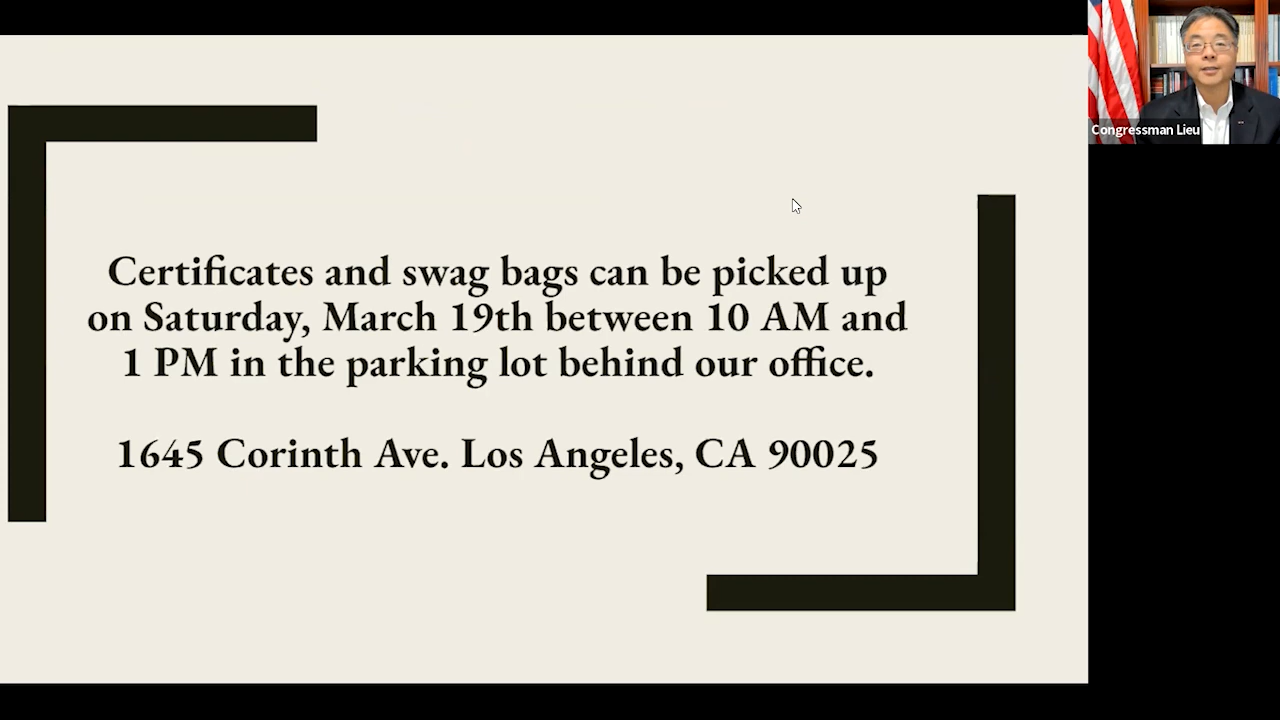 Congressman Lieu
Certificates and swag bags can be picked up
on Saturday, March 19th between 10 AM and
1 PM in the parking lot behind our office.
1645 Corinth Ave. Los Angeles, CA 90025